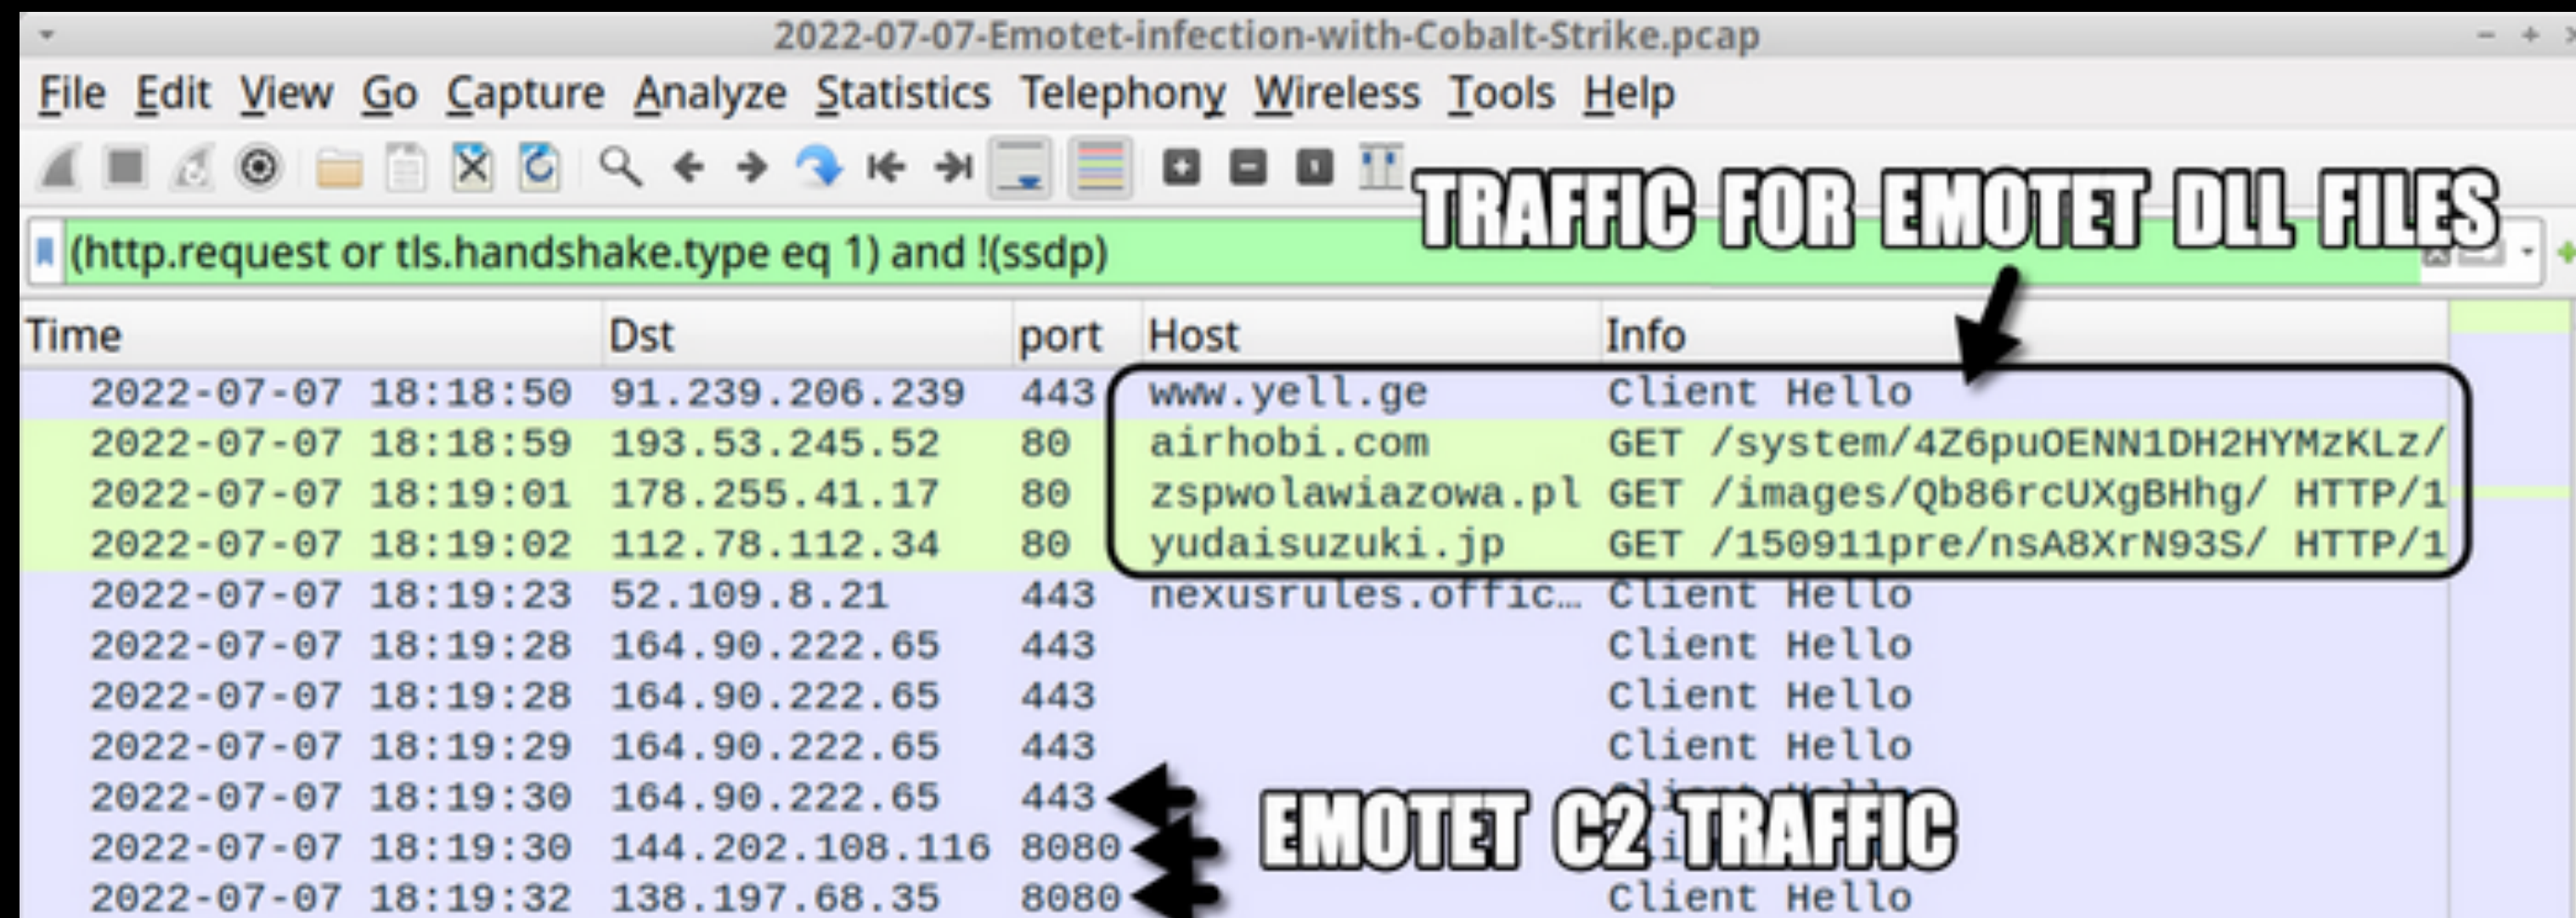 2022-07-07-Emotet-infection-with-Cobalt-Strike.pcap
File Edit View Go Capture Analyze Statistics Telephony Wireless Tools Help
TRAFFIC FOR EMOTET DLL FILES
(http.request or tls.handshake.type eq 1) and !(ssdp)
Time Dst port Host Info
2022-07-07 18:18:50 91.239.206.239 443 www.yell.ge Client Hello
2022-07-07 18:18:59 193.53.245.52 80 airhobi.com GET /system/4Z6puOENN1DH2HYMzKLz/
2022-07-07 18:19:01 178.255.41.17 80 zspwolawiazowa.pl GET /images/Qb86rcUXgBHhg/ HTTP/1
2022-07-07 18:19:02 112.78.112.34 80 yudaisuzuki.jp GET /150911pre/nsA8XrN93S/ HTTP/1
2022-07-07 18:19:23 52.109.8.21 443 nexusrules.offic… Client Hello
2022-07-07 18:19:28 164.90.222.65 443 Client Hello
2022-07-07 18:19:28 164.90.222.65 443 Client Hello
2022-07-07 18:19:29 164.90.222.65 443 Client Hello
2022-07-07 18:19:30 164.90.222.65 443
2022-07-07 18:19:30 144.202.108.116 8080
EMOTET C2 TRAFFIC
2022-07-07 18:19:32 138.197.68.35 8080 Client Hello